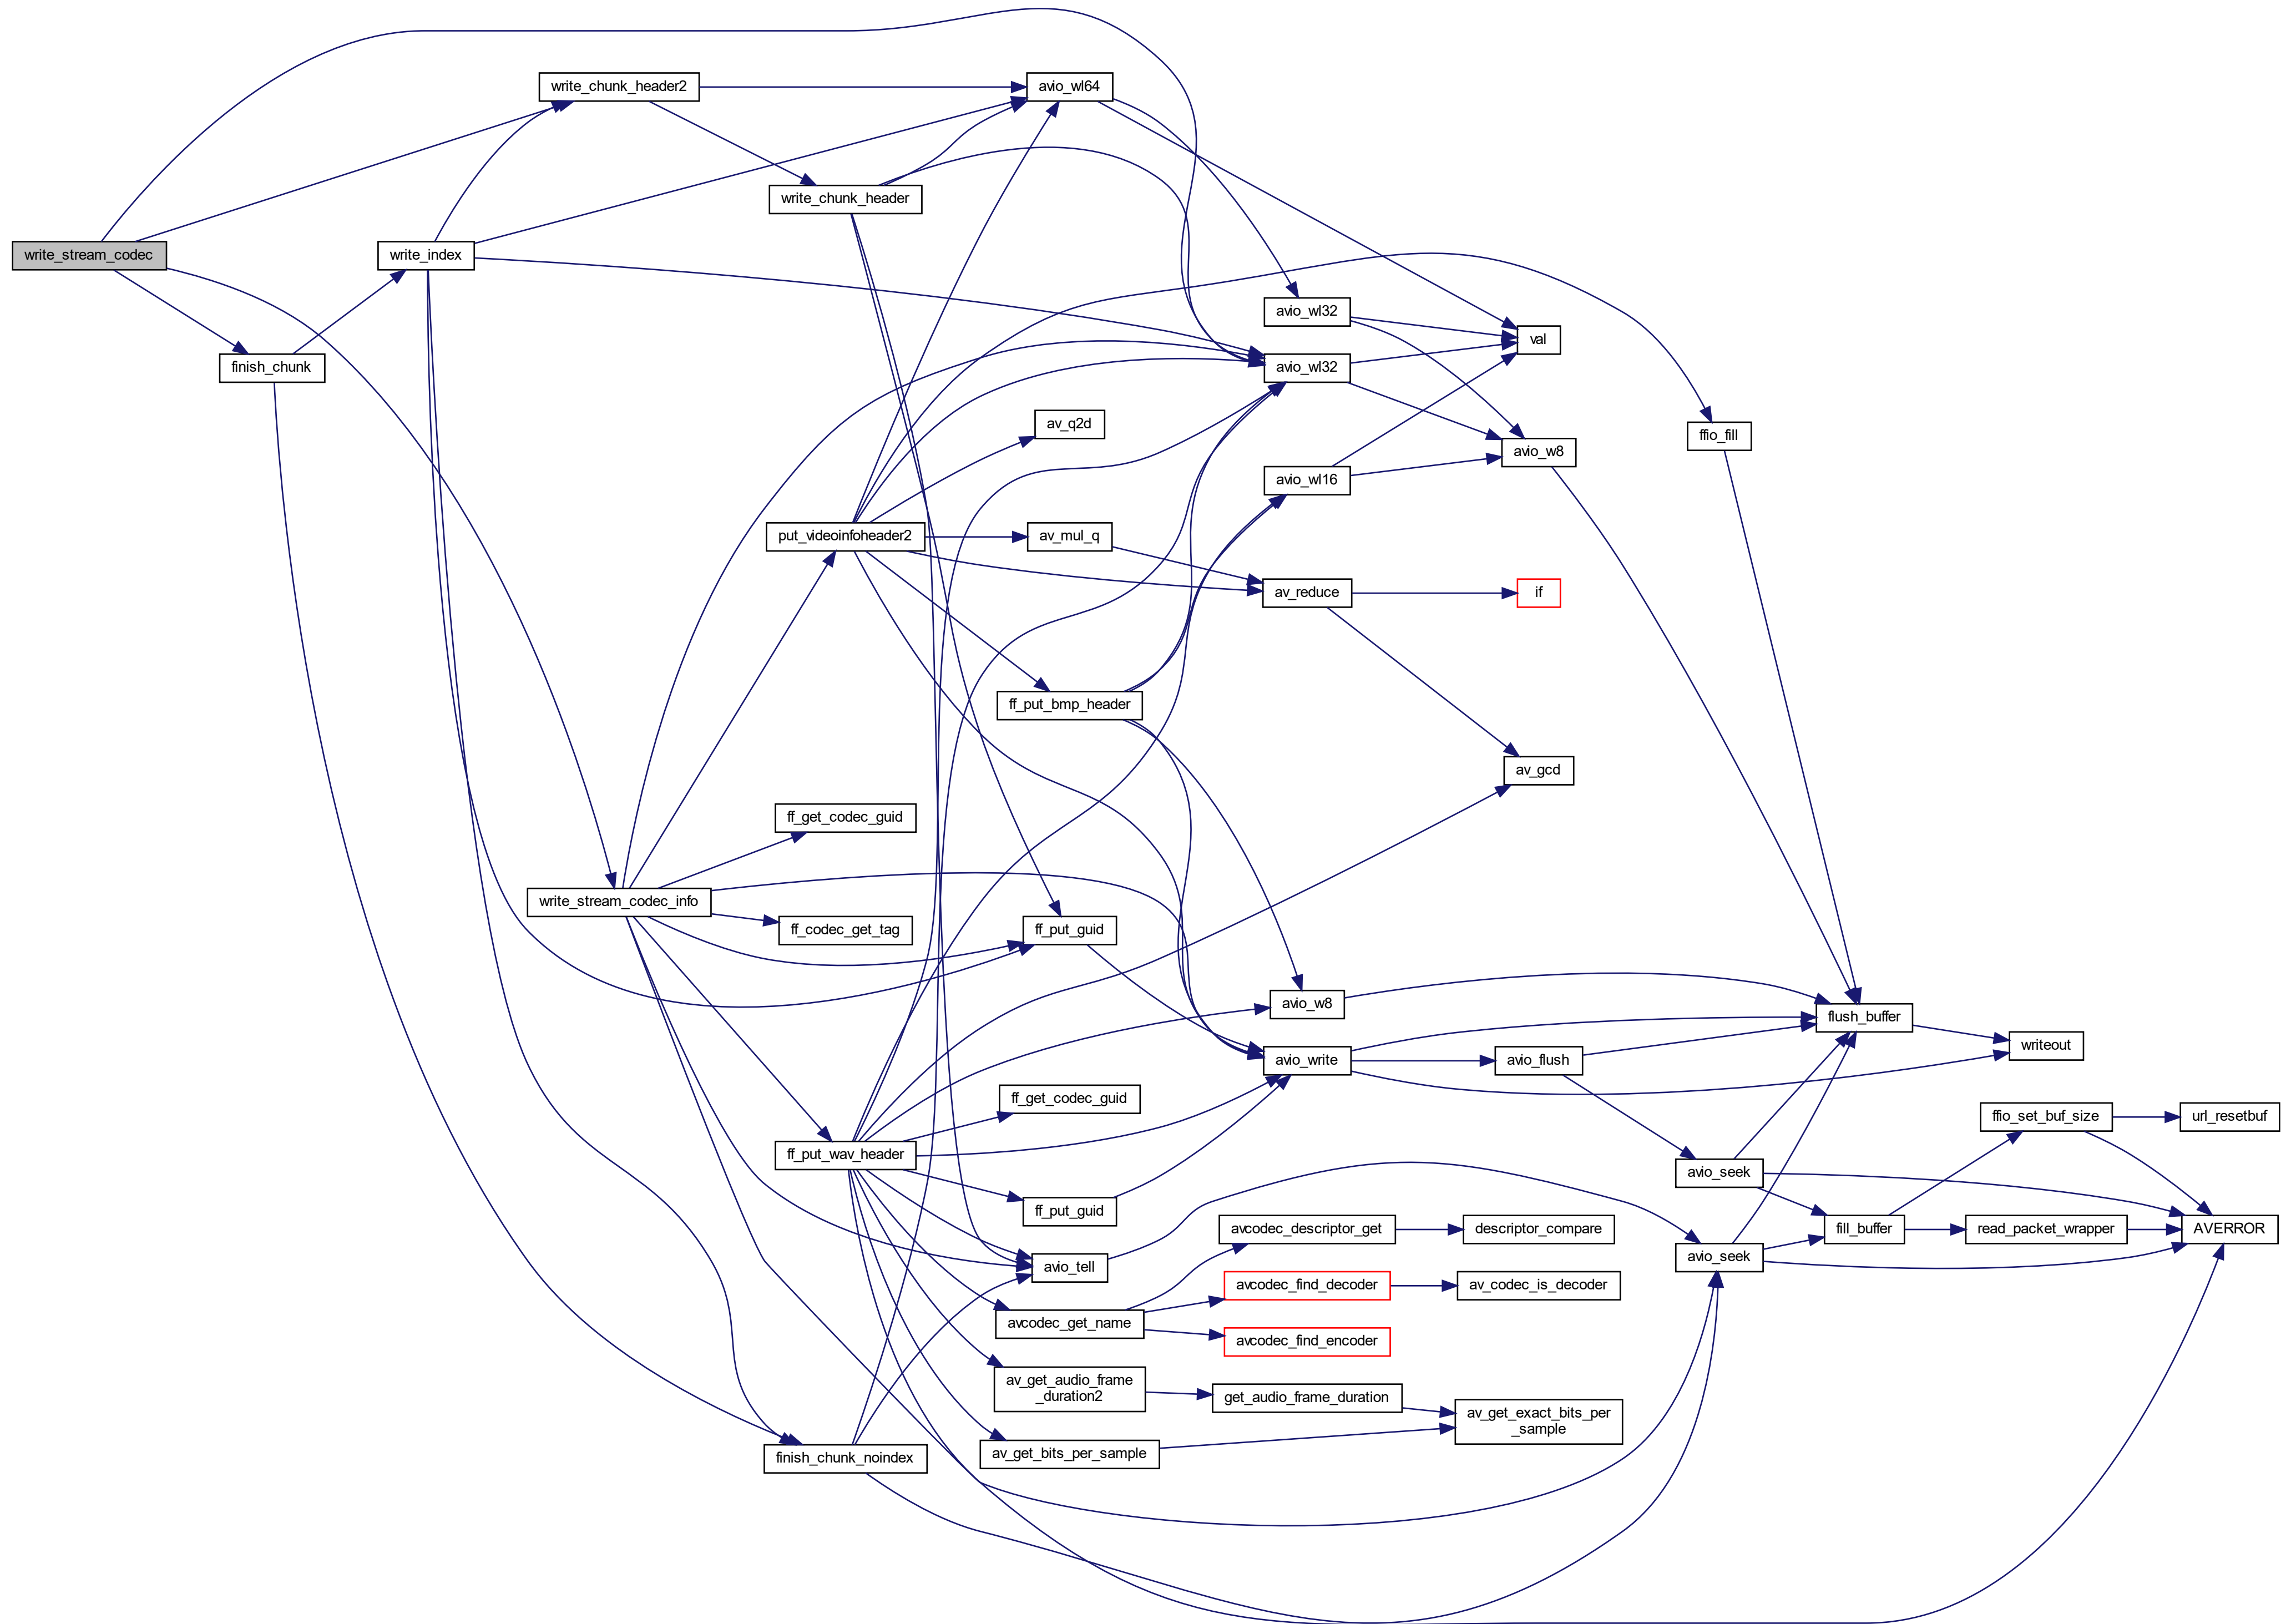 write_stream_codec
finish_chunk
write_index
write_chunk_header2
write_stream_codec_info
write_chunk_header
put_videoinfoheader2
ff_get_codec_guid
ff_codec_get_tag
ff_put_wav_header
finish_chunk_noindex
avio_wl64
av_q2d
av_mul_q
ff_put_bmp_header
ff_put_guid
ff_get_codec_guid
ff_put_guid
avio_tell
avcodec_get_name
av_get_audio_frame
_duration2
av_get_bits_per_sample
avio_wl32
avio_wl32
avio_wl16
av_reduce
avio_w8
avio_write
avcodec_descriptor_get
avcodec_find_decoder
avcodec_find_encoder
get_audio_frame_duration
val
avio_w8
if
av_gcd
avio_flush
descriptor_compare
av_codec_is_decoder
av_get_exact_bits_per
_sample
ffio_fill
avio_seek
avio_seek
flush_buffer
fill_buffer
writeout
ffio_set_buf_size
read_packet_wrapper
url_resetbuf
AVERROR